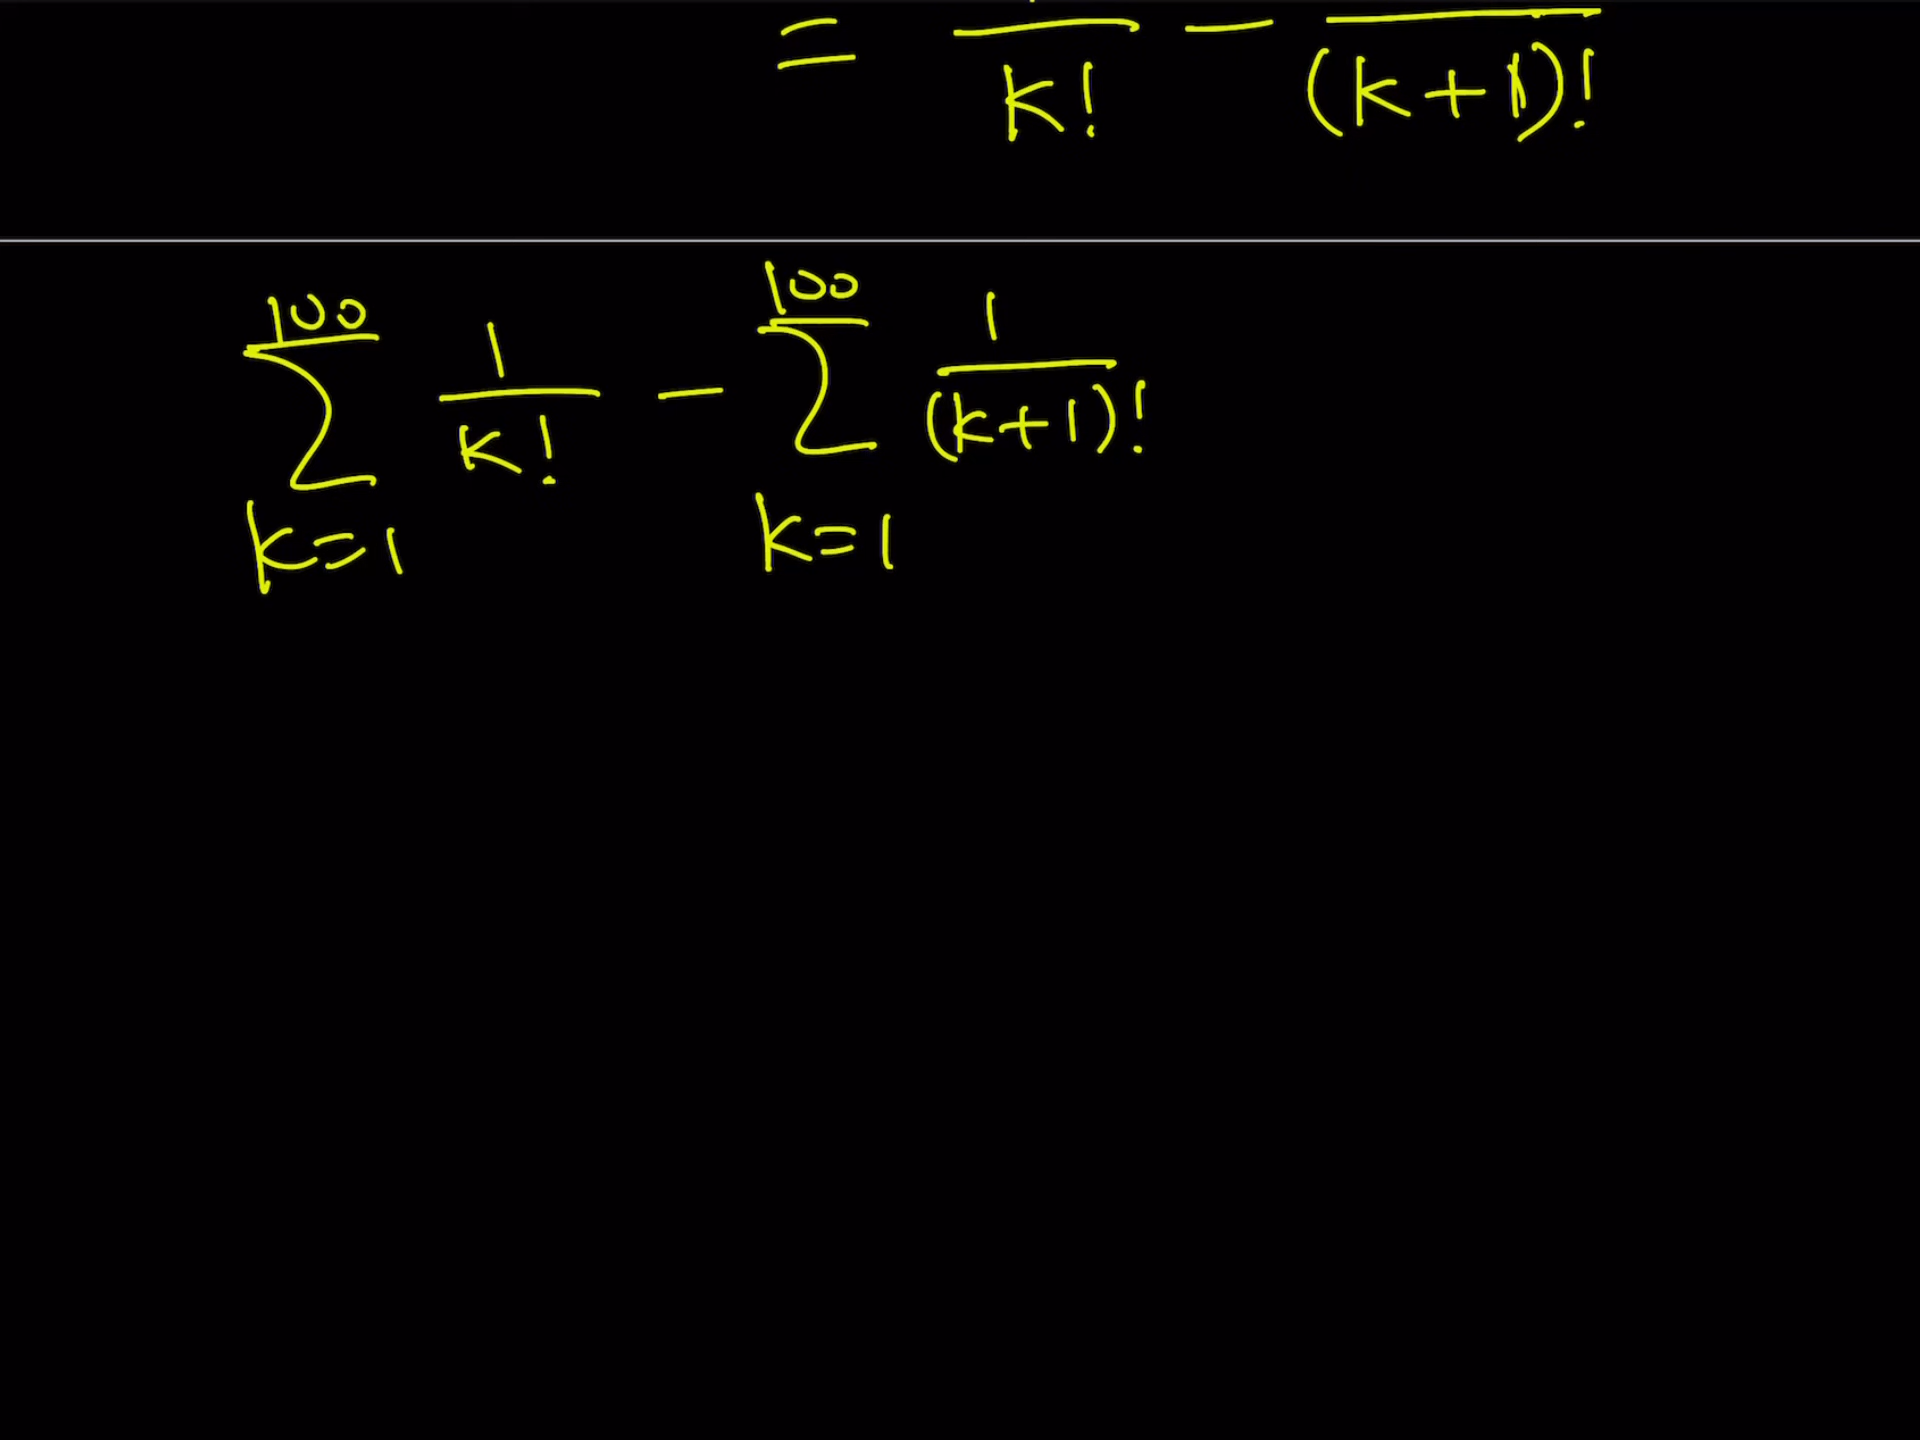 = 1/k! - 1/(k+1)!
100 100
∑ 1/k! - ∑ 1/(k+1)!
k=1 k=1